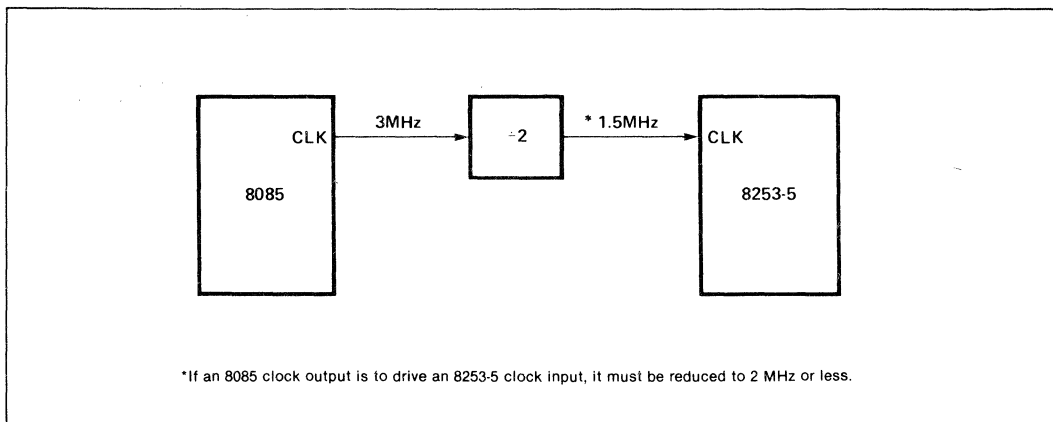 CLK
3MHz
÷2
* 1.5MHz
CLK
8085
8253-5
*If an 8085 clock output is to drive an 8253-5 clock input, it must be reduced to 2 MHz or less.